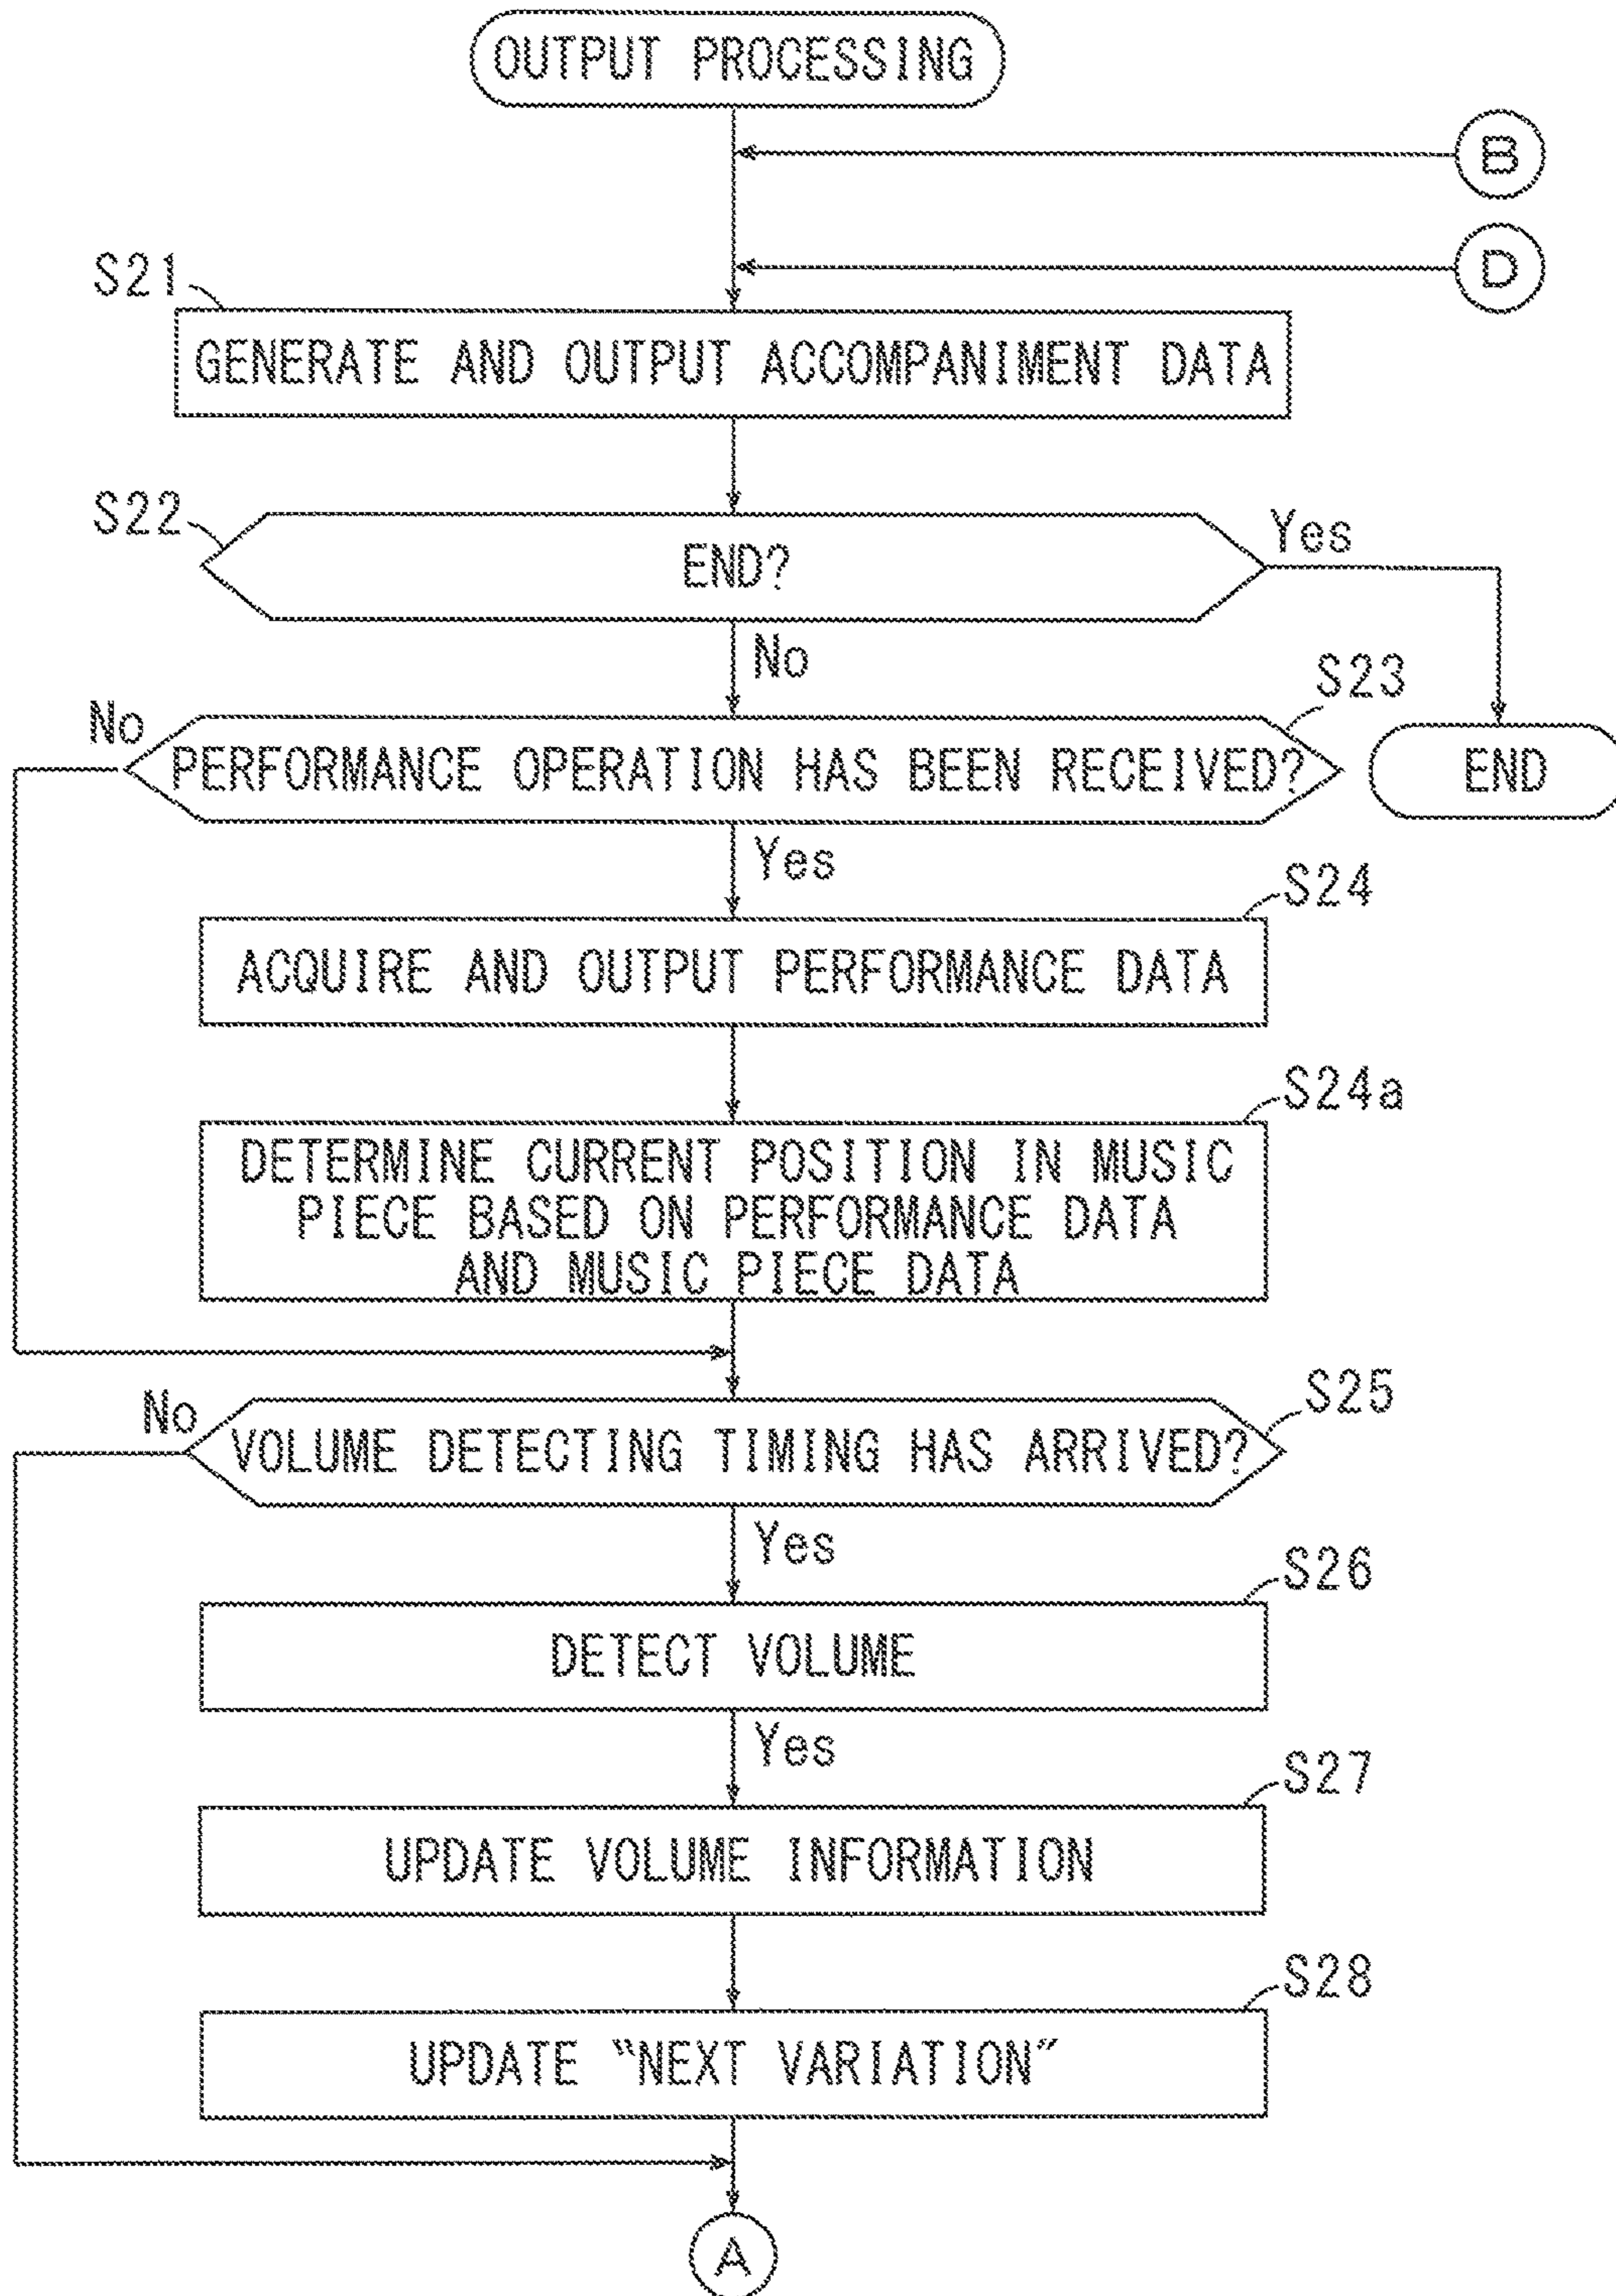 OUTPUT PROCESSING
B
D
S21
GENERATE AND OUTPUT ACCOMPANIMENT DATA
S22
END?
Yes
No
S23
No
PERFORMANCE OPERATION HAS BEEN RECEIVED?
END
Yes
S24
ACQUIRE AND OUTPUT PERFORMANCE DATA
S24a
DETERMINE CURRENT POSITION IN MUSIC
PIECE BASED ON PERFORMANCE DATA
AND MUSIC PIECE DATA
S25
No
VOLUME DETECTING TIMING HAS ARRIVED?
Yes
S26
DETECT VOLUME
Yes
S27
UPDATE VOLUME INFORMATION
S28
UPDATE “NEXT VARIATION”
A